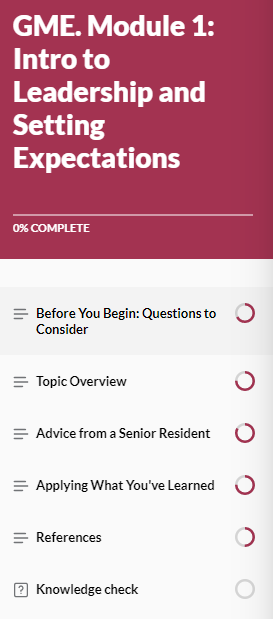 GME. Module 1:
Intro to
Leadership and
Setting
Expectations
0% COMPLETE
Before You Begin: Questions to
Consider
Topic Overview
Advice from a Senior Resident
Applying What You've Learned
References
Knowledge check